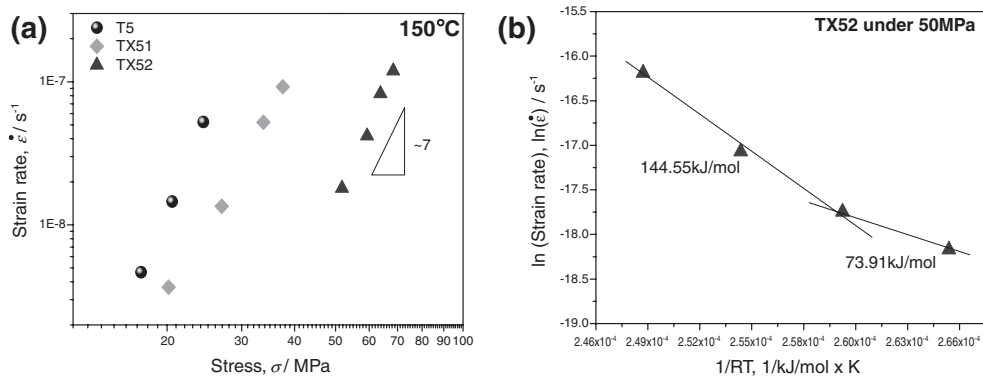 (a)
150°C
T5
TX51
TX52
1E-7
1E-8
~7
20
30
40
50
60
70
80
90
100
Strain rate, ε̇ / s⁻¹
Stress, σ / MPa
(b)
TX52 under 50MPa
-15.5
-16.0
-16.5
-17.0
-17.5
-18.0
-18.5
-19.0
144.55kJ/mol
73.91kJ/mol
2.46x10⁻⁴
2.49x10⁻⁴
2.52x10⁻⁴
2.55x10⁻⁴
2.58x10⁻⁴
2.60x10⁻⁴
2.63x10⁻⁴
2.66x10⁻⁴
ln (Strain rate), ln(ε̇) / s⁻¹
1/RT, 1/kJ/mol x K